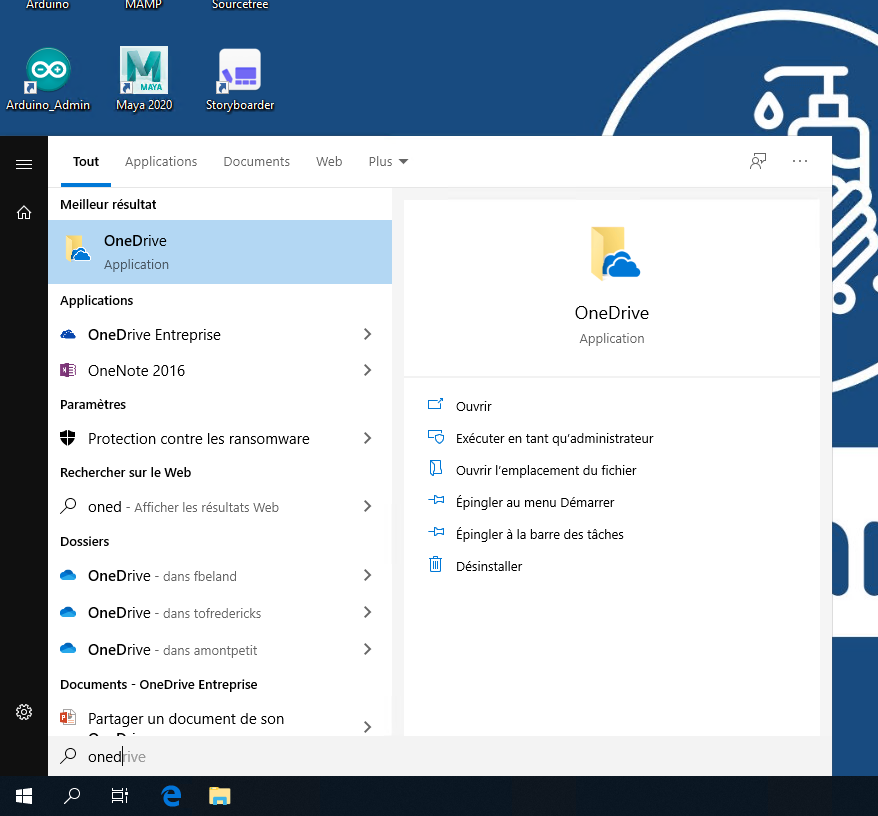 Arduino
MAMP
Sourcetree
Arduino_Admin
Maya 2020
Storyboarder
Tout
Applications
Documents
Web
Plus
Meilleur résultat
OneDrive
Application
Applications
OneDrive Entreprise
OneNote 2016
Paramètres
Protection contre les ransomware
Rechercher sur le Web
oned - Afficher les résultats Web
Dossiers
OneDrive - dans fbeland
OneDrive - dans tofredericks
OneDrive - dans amontpetit
Documents - OneDrive Entreprise
Partager un document de son
OneDrive
Application
Ouvrir
Exécuter en tant qu’administrateur
Ouvrir l’emplacement du fichier
Épingler au menu Démarrer
Épingler à la barre des tâches
Désinstaller
onedrive